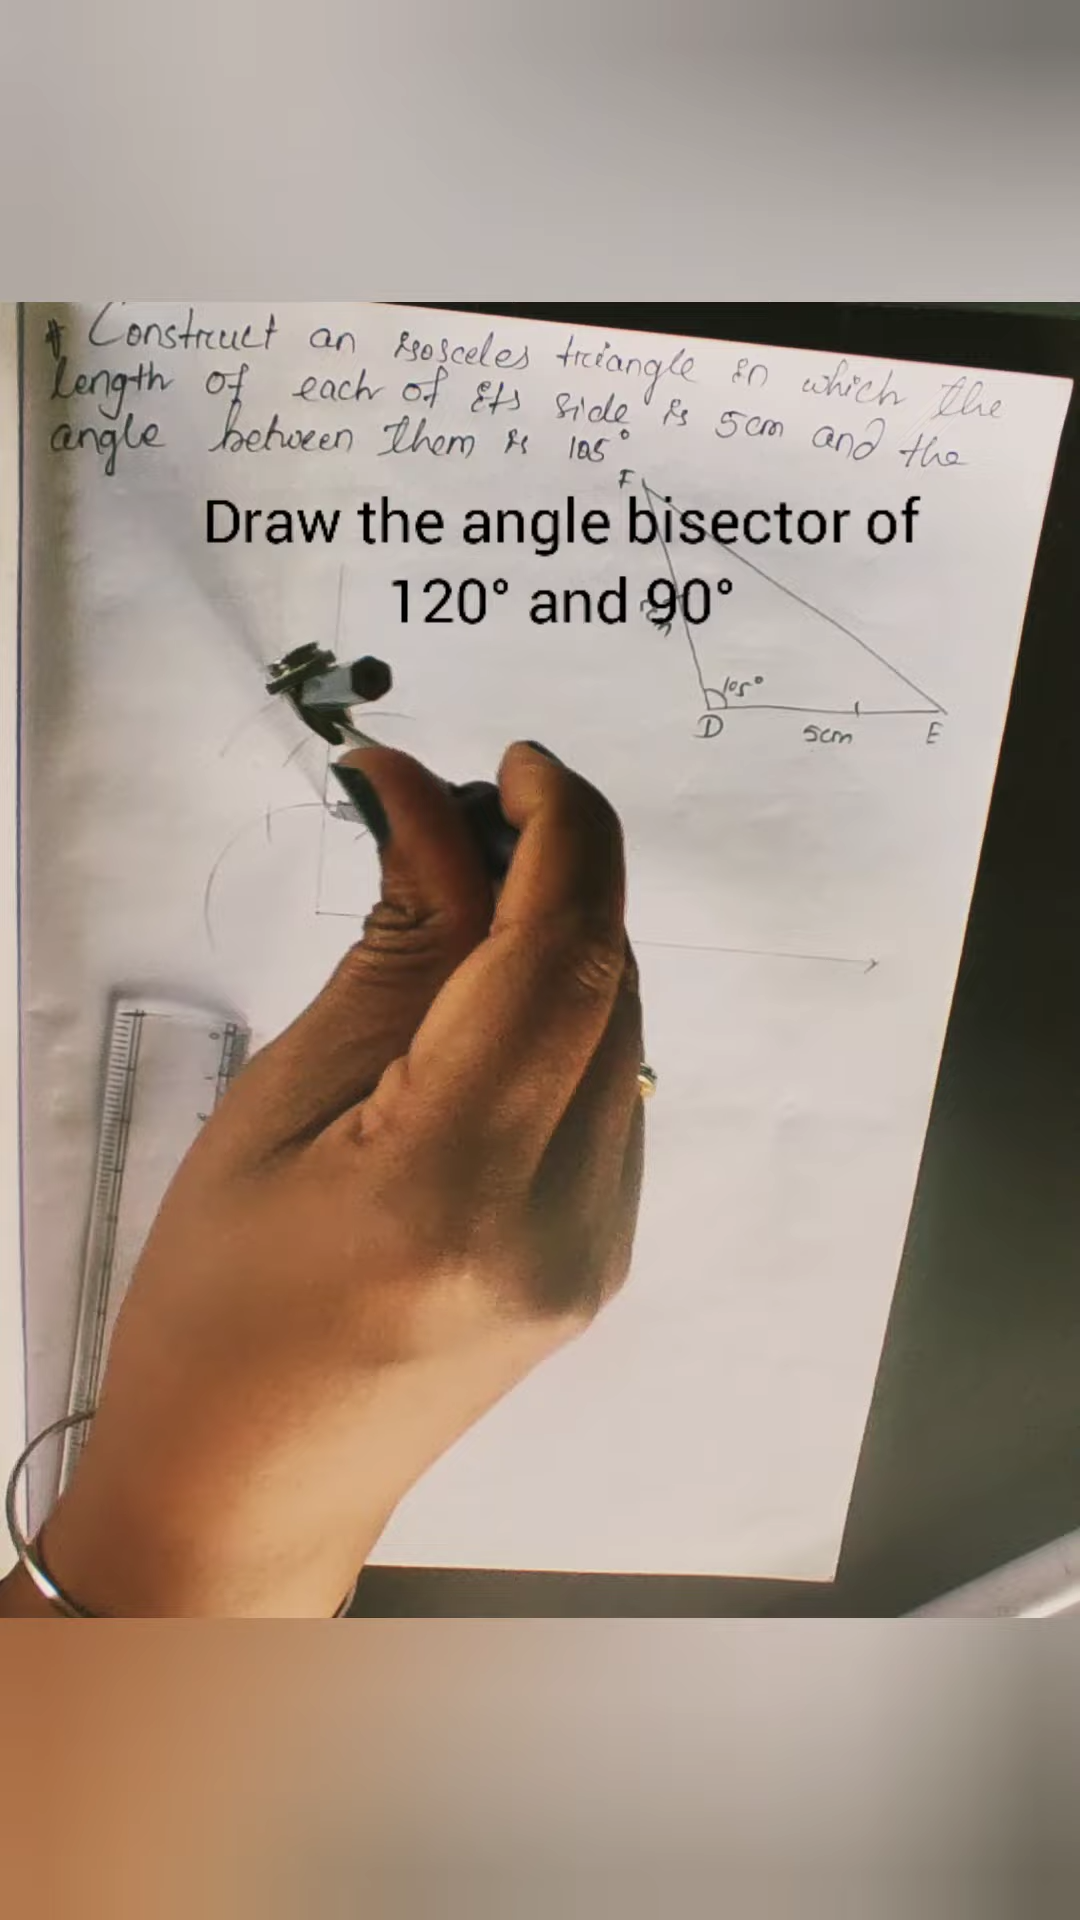 # Construct an isosceles triangle in which the
length of each of its side is 5cm and the
angle between them is 105°
F
Draw the angle bisector of
120° and 90°
105°
D
5cm
E